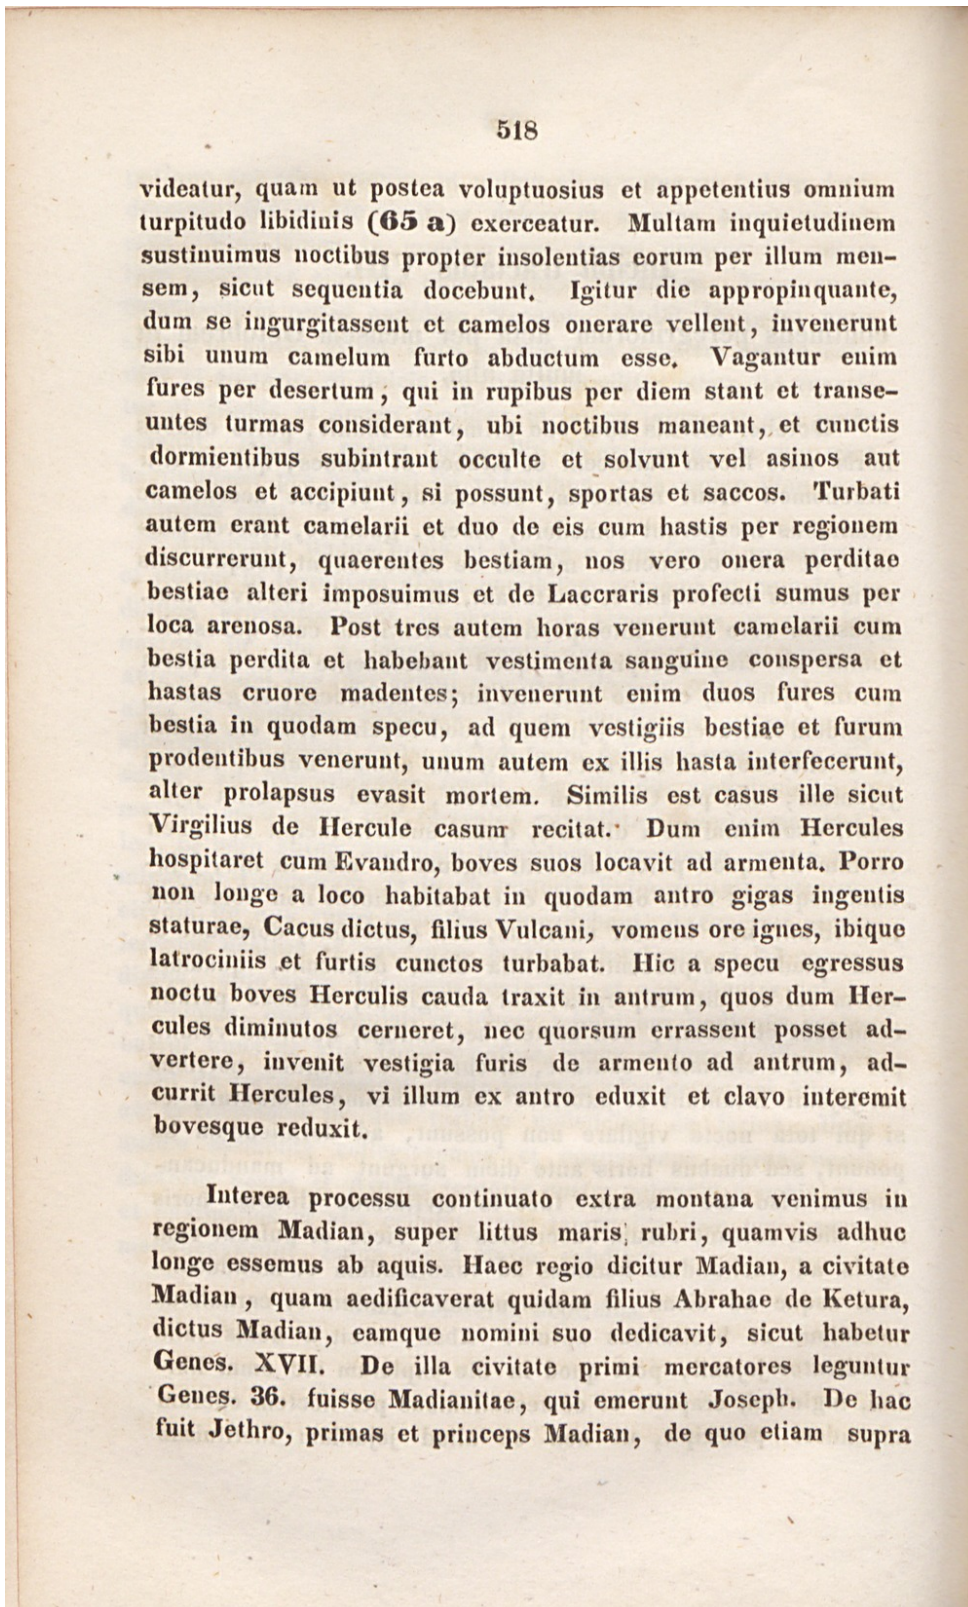 518
videatur, quam ut postea voluptuosius et appetentius omnium
turpitudo libidinis (65 a) exerceatur. Multam inquietudinem
sustinuimus noctibus propter insolentias eorum per illum men-
sem, sicut sequentia docebunt. Igitur die appropinquante,
dum se ingurgitassent et camelos onerare vellent, invenerunt
sibi unum camelum furto abductum esse. Vagantur enim
fures per desertum, qui in rupibus per diem stant et transe-
untes turmas considerant, ubi noctibus maneant, et cunctis
dormientibus subintrant occulte et solvunt vel asinos aut
camelos et accipiunt, si possunt, sportas et saccos. Turbati
autem erant camelarii et duo de eis cum hastis per regionem
discurrerunt, quaerentes bestiam, nos vero onera perditae
bestiae alteri imposuimus et de Laccraris profecti sumus per
loca arenosa. Post tres autem horas venerunt camelarii cum
bestia perdita et habebant vestimenta sanguine conspersa et
hastas cruore madentes; invenerunt enim duos fures cum
bestia in quodam specu, ad quem vestigiis bestiae et furum
prodentibus venerunt, unum autem ex illis hasta interfecerunt,
alter prolapsus evasit mortem. Similis est casus ille sicut
Virgilius de Hercule casum recitat. Dum enim Hercules
hospitaret cum Evandro, boves suos locavit ad armenta. Porro
non longe a loco habitabat in quodam antro gigas ingentis
staturae, Cacus dictus, filius Vulcani, vomens ore ignes, ibique
latrociniis et furtis cunctos turbabat. Hic a specu egressus
noctu boves Herculis cauda traxit in antrum, quos dum Her-
cules diminutos cerneret, nec quorsum errassent posset ad-
vertere, invenit vestigia furis de armento ad antrum, ad-
currit Hercules, vi illum ex antro eduxit et clavo interemit
bovesque reduxit.
Interea processu continuato extra montana venimus in
regionem Madian, super littus maris rubri, quamvis adhuc
longe essemus ab aquis. Haec regio dicitur Madian, a civitate
Madian, quam aedificaverat quidam filius Abrahae de Ketura,
dictus Madian, eamque nomini suo dedicavit, sicut habetur
Genes. XVII. De illa civitate primi mercatores leguntur
Genes. 36. fuisse Madianitae, qui emerunt Joseph. De hac
fuit Jethro, primas et princeps Madian, de quo etiam supra